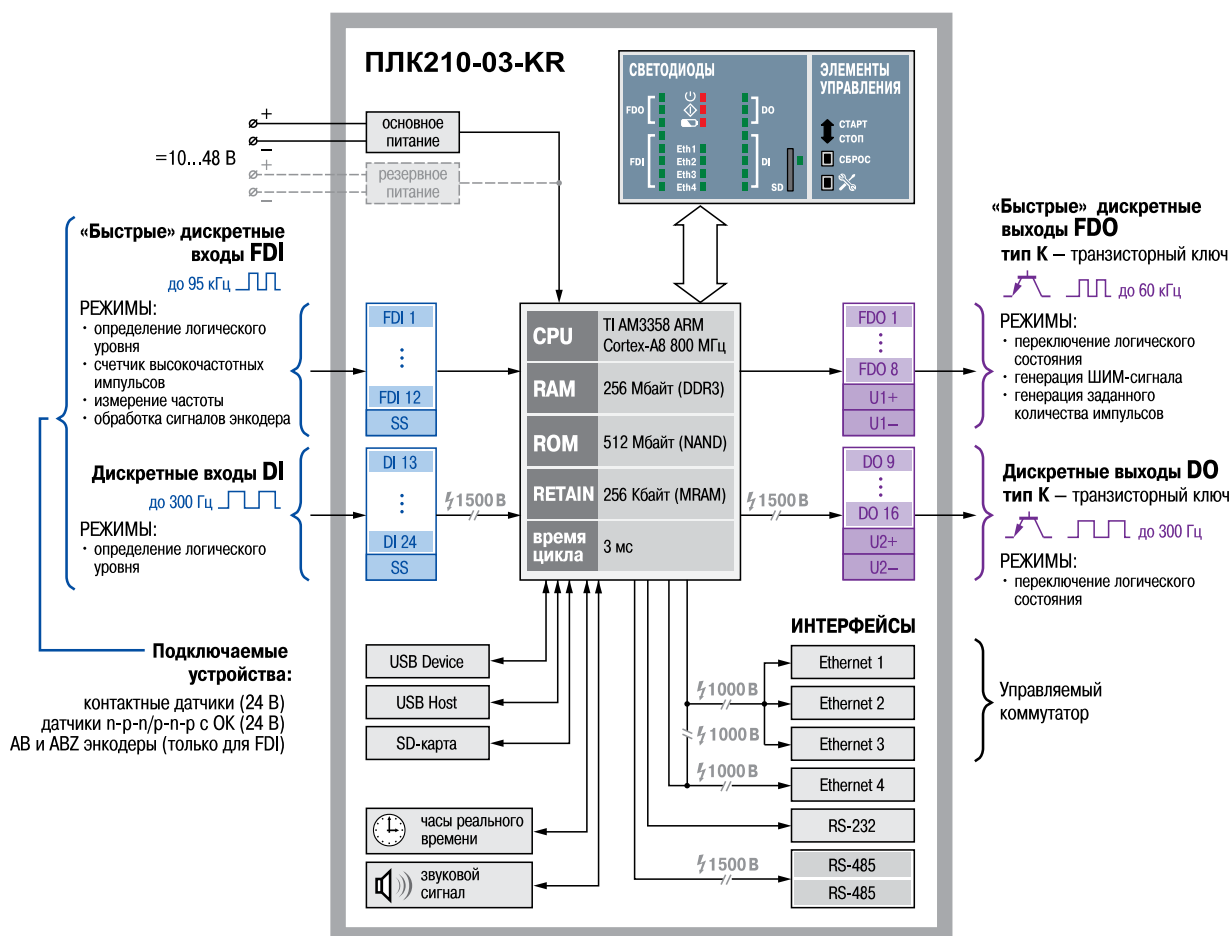 ПЛК210-03-KR
СВЕТОДИОДЫ
FDO
DO
FDI
DI
Eth1
Eth2
Eth3
Eth4
SD
ЭЛЕМЕНТЫ
УПРАВЛЕНИЯ
СТАРТ
СТОП
СБРОС
+
−
основное
питание
=10...48 В
+
−
резервное
питание
«Быстрые» дискретные
входы FDI
до 95 кГц
РЕЖИМЫ:
· определение логического
уровня
· счетчик высокочастотных
импульсов
· измерение частоты
· обработка сигналов энкодера
Дискретные входы DI
до 300 Гц
РЕЖИМЫ:
· определение логического
уровня
Подключаемые
устройства:
контактные датчики (24 В)
датчики n-p-n/p-n-p с ОК (24 В)
AB и ABZ энкодеры (только для FDI)
FDI 1
⋮
FDI 12
SS
DI 13
⋮
DI 24
SS
1500 В
CPU
TI AM3358 ARM
Cortex-A8 800 МГц
RAM
256 Мбайт (DDR3)
ROM
512 Мбайт (NAND)
RETAIN
256 Кбайт (MRAM)
время
цикла
3 мс
1500 В
FDO 1
⋮
FDO 8
U1+
U1−
DO 9
⋮
DO 16
U2+
U2−
«Быстрые» дискретные
выходы FDO
тип К − транзисторный ключ
до 60 кГц
РЕЖИМЫ:
· переключение логического
состояния
· генерация ШИМ-сигнала
· генерация заданного
количества импульсов
Дискретные выходы DO
тип К − транзисторный ключ
до 300 Гц
РЕЖИМЫ:
· переключение логического
состояния
USB Device
USB Host
SD-карта
часы реального
времени
звуковой
сигнал
ИНТЕРФЕЙСЫ
1000 В
1000 В
1000 В
1500 В
Ethernet 1
Ethernet 2
Ethernet 3
Ethernet 4
RS-232
RS-485
RS-485
Управляемый
коммутатор